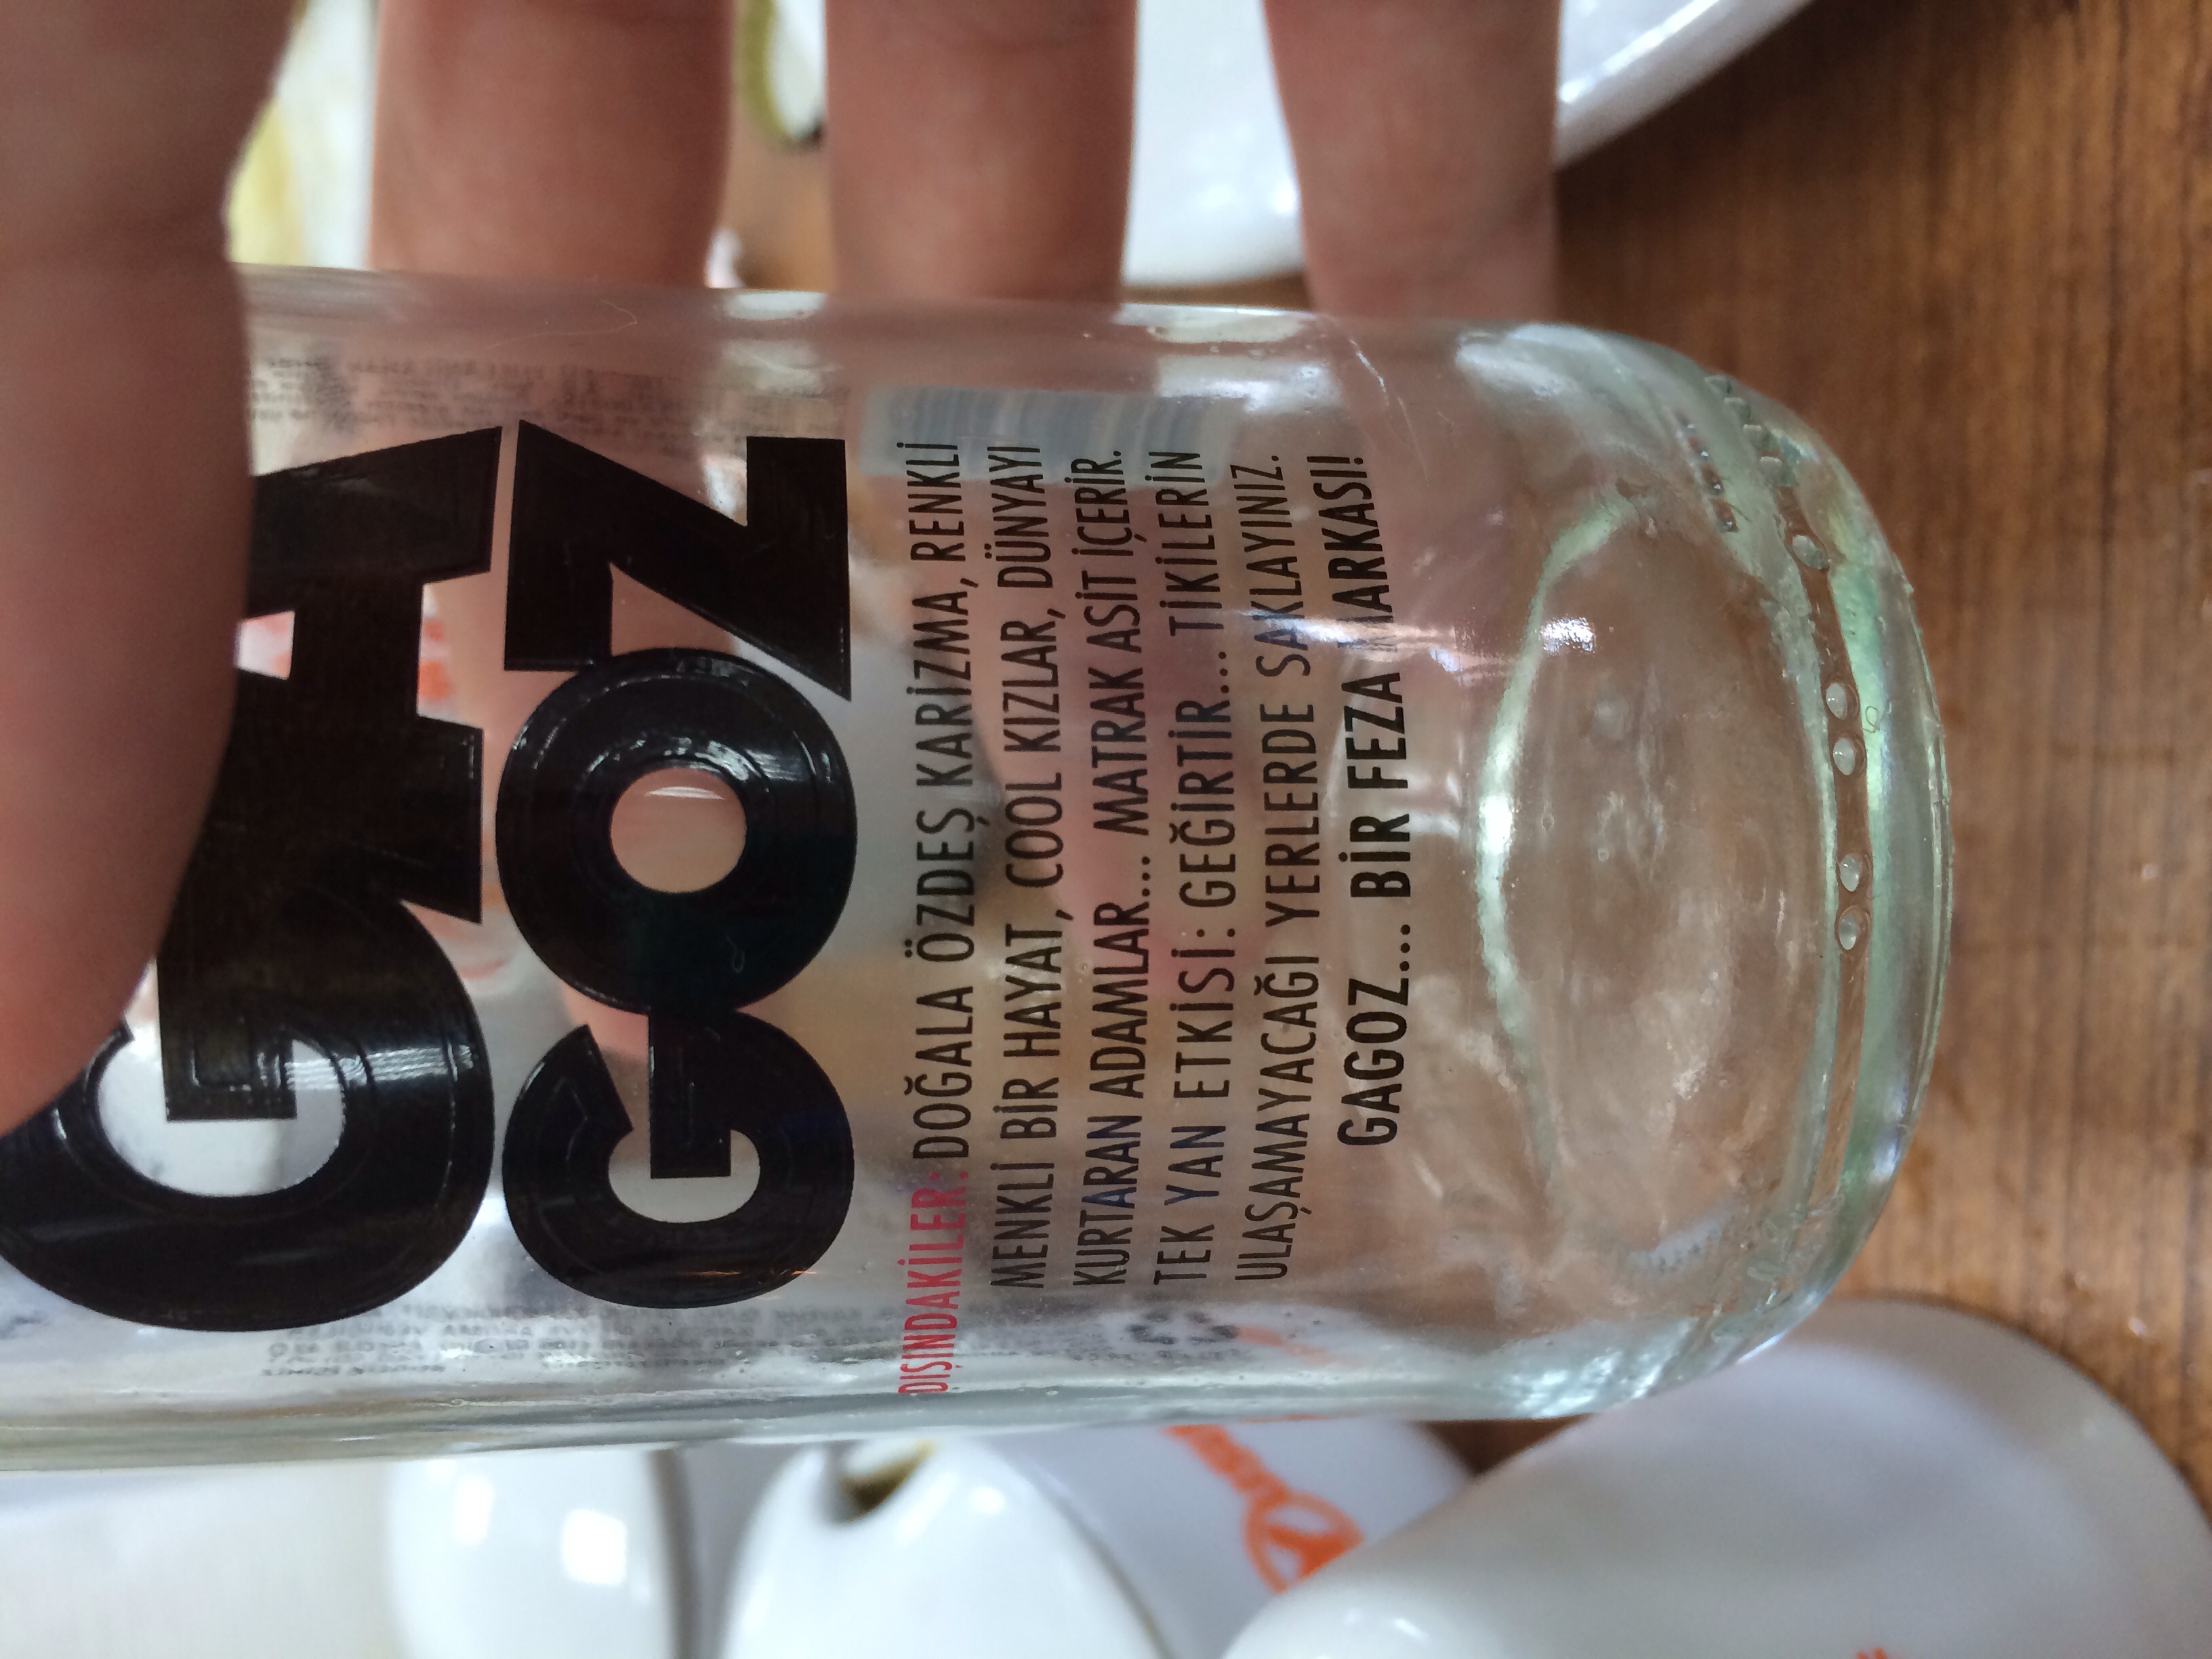 GA
GOZ
DIŞINDAKİLER: DOĞALA ÖZDEŞ KARİZMA, RENKLİ
MENKLİ BİR HAYAT, COOL KIZLAR, DÜNYAYI
KURTARAN ADAMLAR... MATRAK ASİT İÇERİR.
TEK YAN ETKİSİ: GEĞİRTİR... TİKİLERİN
ULAŞAMAYACAĞI YERLERDE SAKLAYINIZ.
GAGOZ... BİR FEZA MARKASI!